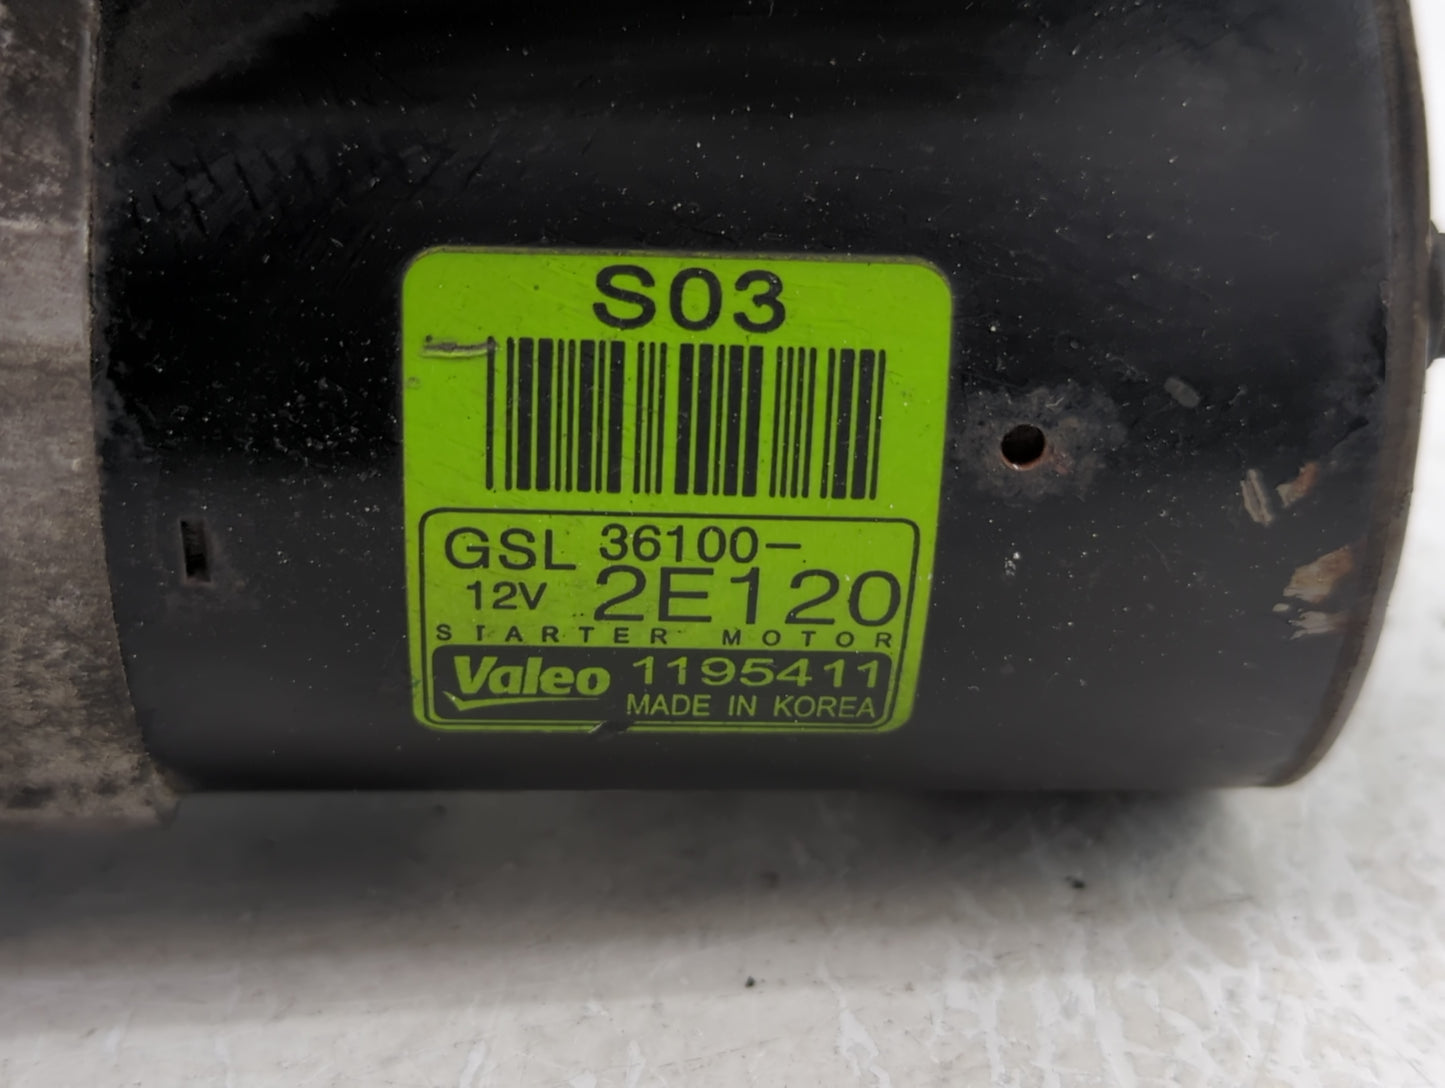 S03
GSL 36100-
12V 2E120
STARTER MOTOR
Valeo 1195411
MADE IN KOREA